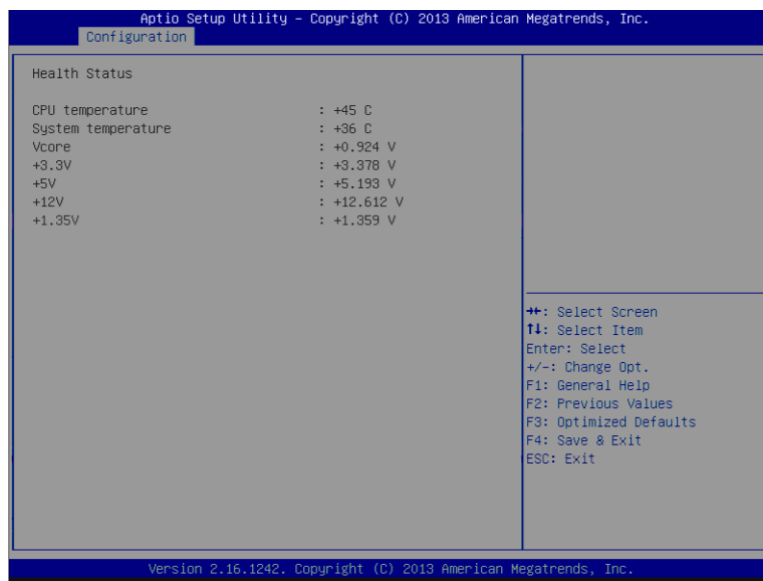 Aptio Setup Utility – Copyright (C) 2013 American Megatrends, Inc.
Configuration
Health Status
CPU temperature : +45 C
System temperature : +36 C
Vcore : +0.924 V
+3.3V : +3.378 V
+5V : +5.193 V
+12V : +12.612 V
+1.35V : +1.359 V
→←: Select Screen
↑↓: Select Item
Enter: Select
+/-: Change Opt.
F1: General Help
F2: Previous Values
F3: Optimized Defaults
F4: Save & Exit
ESC: Exit
Version 2.16.1242. Copyright (C) 2013 American Megatrends, Inc.